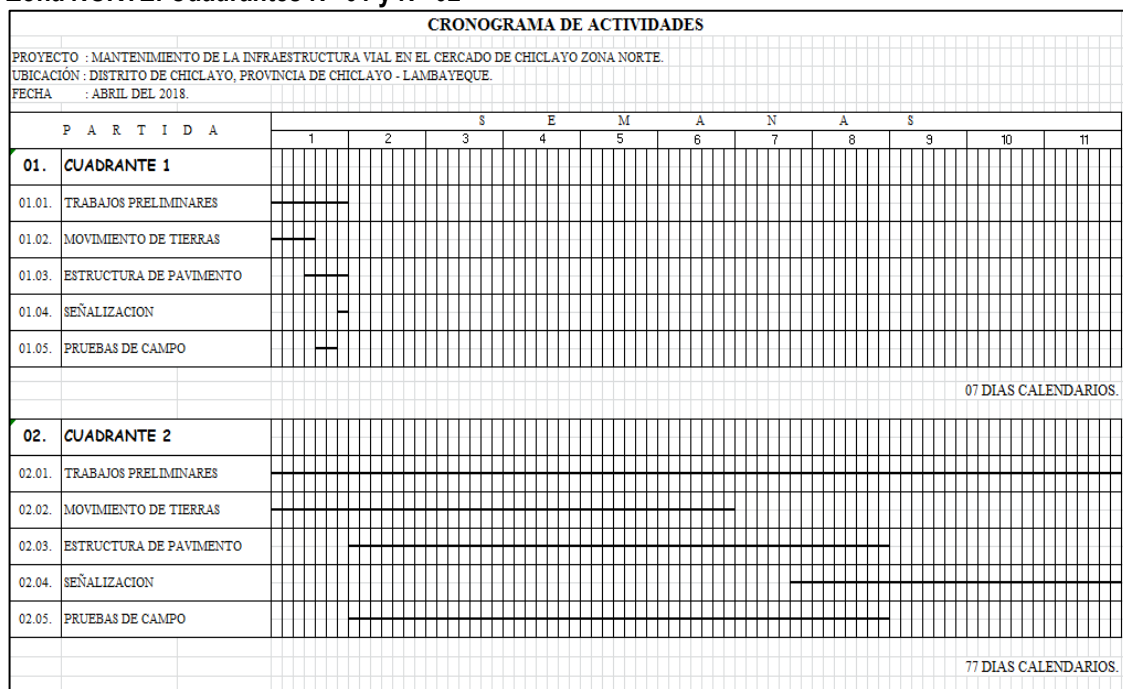 CRONOGRAMA DE ACTIVIDADES
PROYECTO : MANTENIMIENTO DE LA INFRAESTRUCTURA VIAL EN EL CERCADO DE CHICLAYO ZONA NORTE.
UBICACIÓN : DISTRITO DE CHICLAYO, PROVINCIA DE CHICLAYO - LAMBAYEQUE.
FECHA : ABRIL DEL 2018.
P A R T I D A
S E M A N A S
1 2 3 4 5 6 7 8 9 10 11
01. CUADRANTE 1
01.01. TRABAJOS PRELIMINARES
01.02. MOVIMIENTO DE TIERRAS
01.03. ESTRUCTURA DE PAVIMENTO
01.04. SEÑALIZACION
01.05. PRUEBAS DE CAMPO
07 DIAS CALENDARIOS.
02. CUADRANTE 2
02.01. TRABAJOS PRELIMINARES
02.02. MOVIMIENTO DE TIERRAS
02.03. ESTRUCTURA DE PAVIMENTO
02.04. SEÑALIZACION
02.05. PRUEBAS DE CAMPO
77 DIAS CALENDARIOS.